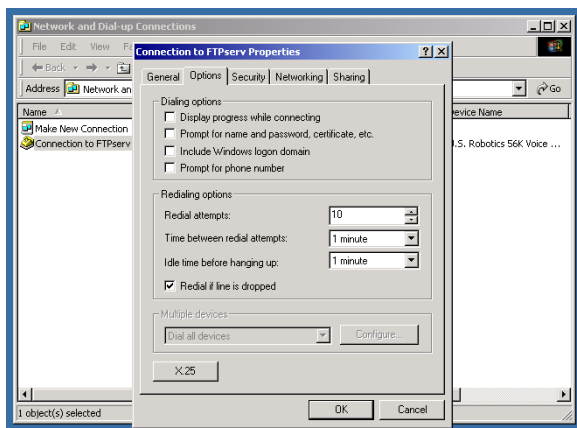 Network and Dial-up Connections
File Edit View Fa
Back
Address Network an
Go
Name
evice Name
Make New Connection
Connection to FTPserv
.S. Robotics 56K Voice ...
1 object(s) selected
Connection to FTPserv Properties
General Options Security Networking Sharing
Dialing options
Display progress while connecting
Prompt for name and password, certificate, etc.
Include Windows logon domain
Prompt for phone number
Redialing options
Redial attempts: 10
Time between redial attempts: 1 minute
Idle time before hanging up: 1 minute
Redial if line is dropped
Multiple devices
Dial all devices Configure...
X.25
OK Cancel